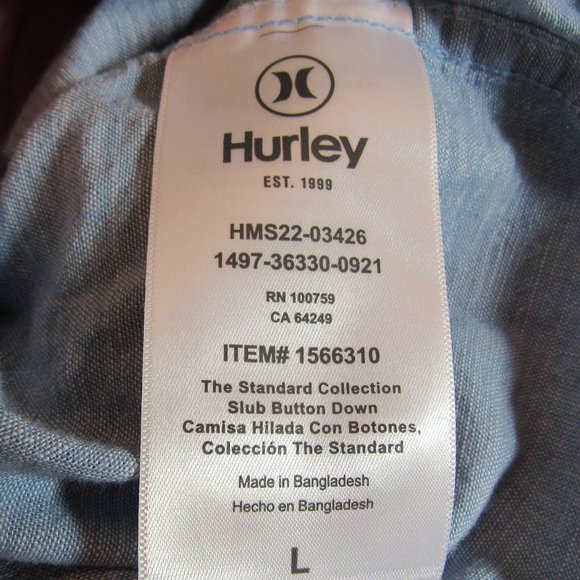 Hurley
EST. 1999
HMS22-03426
1497-36330-0921
RN 100759
CA 64249
ITEM# 1566310
The Standard Collection
Slub Button Down
Camisa Hilada Con Botones,
Colección The Standard
Made in Bangladesh
Hecho en Bangladesh
L